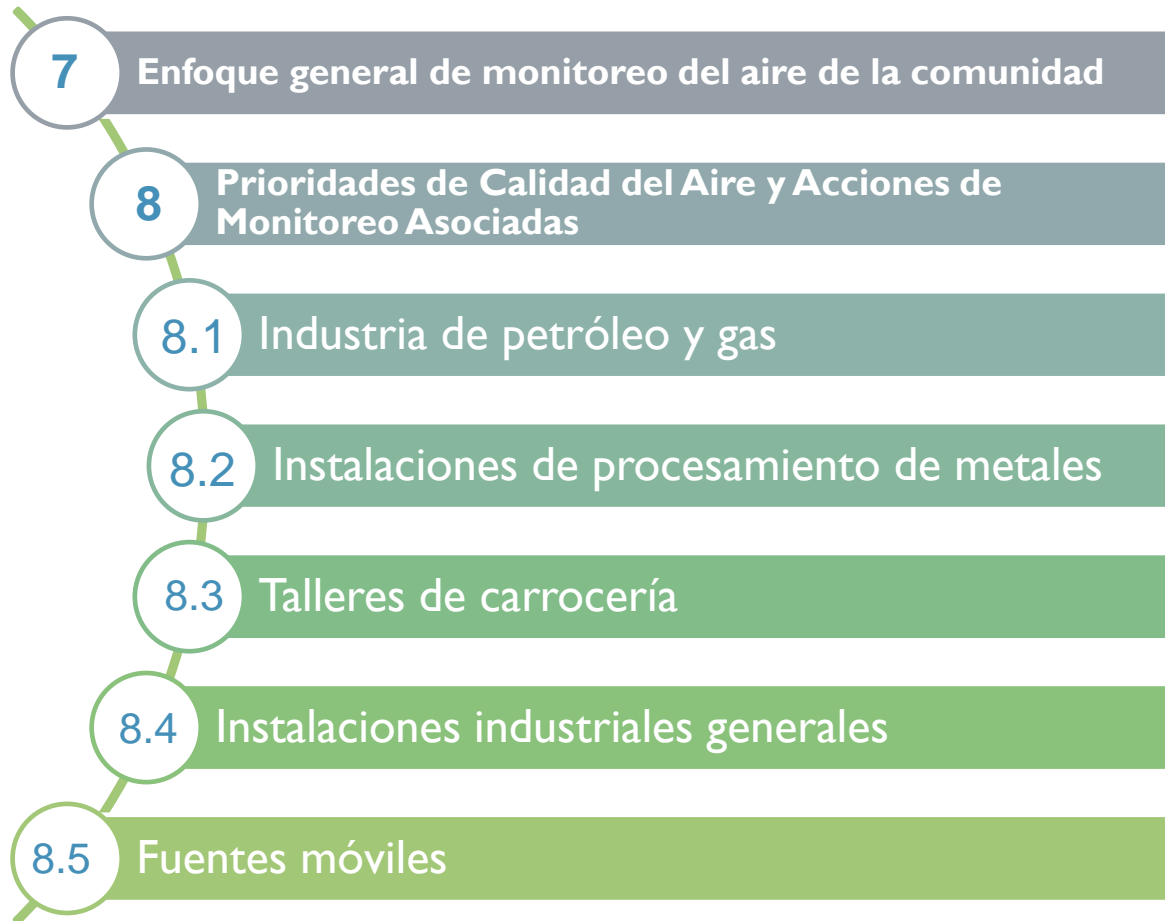 7
Enfoque general de monitoreo del aire de la comunidad
8
Prioridades de Calidad del Aire y Acciones de
Monitoreo Asociadas
8.1
Industria de petróleo y gas
8.2
Instalaciones de procesamiento de metales
8.3
Talleres de carrocería
8.4
Instalaciones industriales generales
8.5
Fuentes móviles